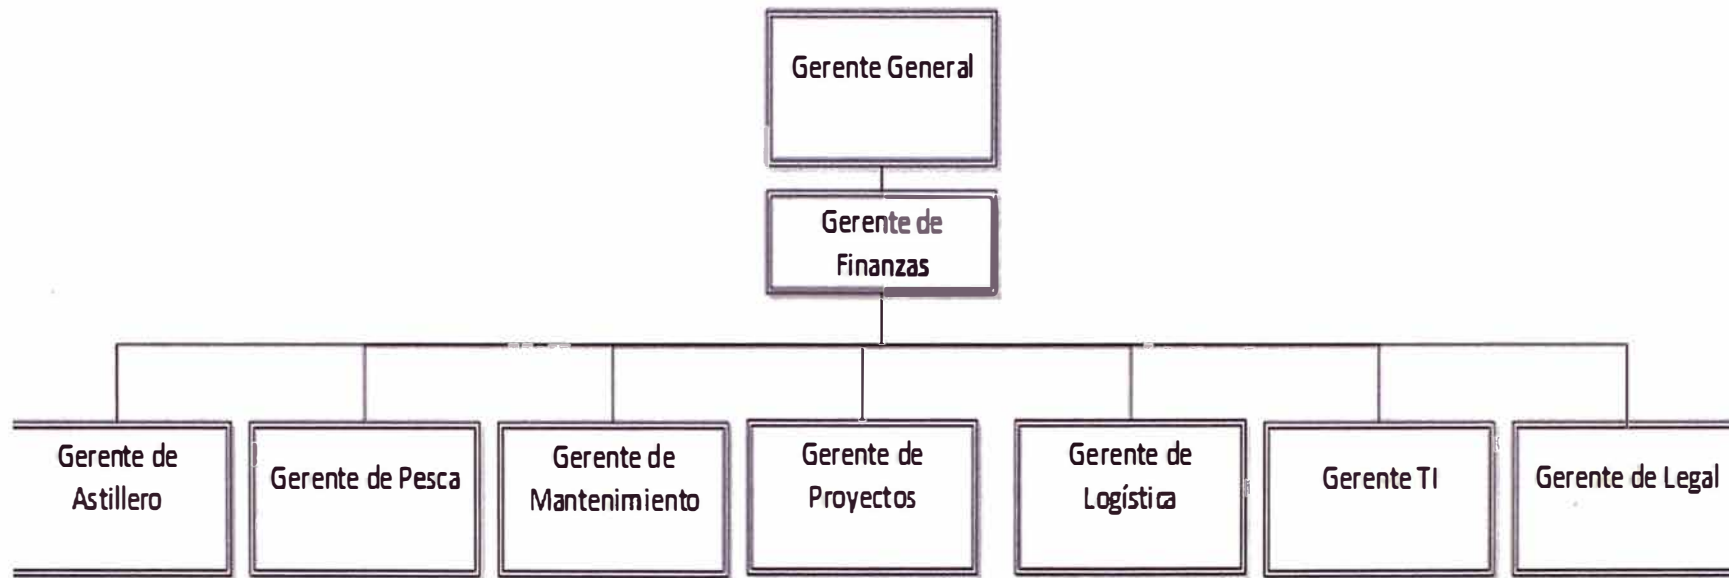 Gerente General
Gerente de
Finanzas
Gerente de
Astillero
Gerente de Pesca
Gerente de
Mantenimiento
Gerente de
Proyectos
Gerente de
Logística
Gerente TI
Gerente de Legal